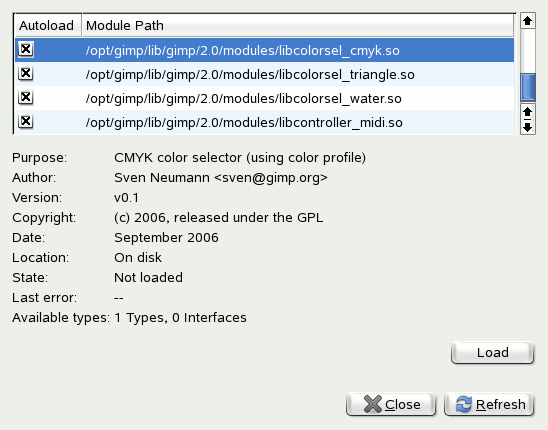 Autoload Module Path
/opt/gimp/lib/gimp/2.0/modules/libcolorsel_cmyk.so
/opt/gimp/lib/gimp/2.0/modules/libcolorsel_triangle.so
/opt/gimp/lib/gimp/2.0/modules/libcolorsel_water.so
/opt/gimp/lib/gimp/2.0/modules/libcontroller_midi.so
Purpose: CMYK color selector (using color profile)
Author: Sven Neumann <sven@gimp.org>
Version: v0.1
Copyright: (c) 2006, released under the GPL
Date: September 2006
Location: On disk
State: Not loaded
Last error: --
Available types: 1 Types, 0 Interfaces
Load
Close Refresh